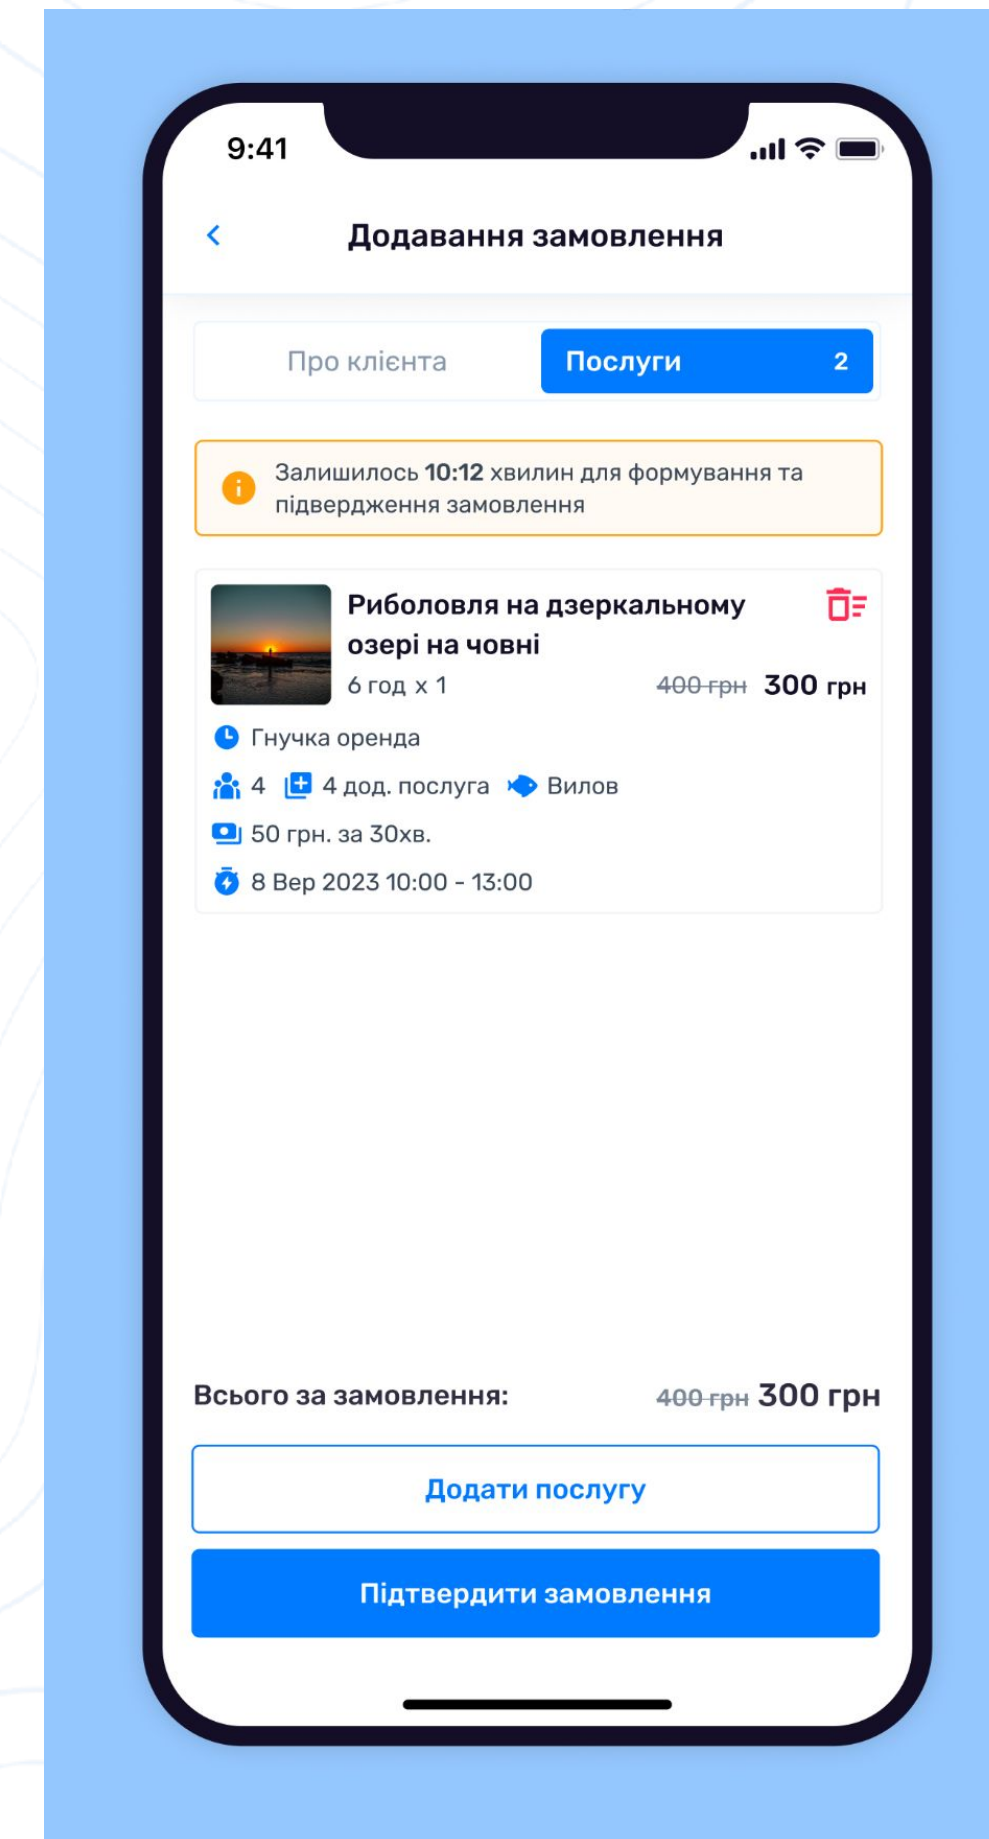 9:41
Додавання замовлення
Про клієнта
Послуги 2
Залишилось 10:12 хвилин для формування та
підвердження замовлення
Риболовля на дзеркальному
озері на човні
6 год x 1 400 грн 300 грн
Гнучка оренда
4 4 дод. послуга Вилов
50 грн. за 30хв.
8 Вер 2023 10:00 - 13:00
Всього за замовлення: 400 грн 300 грн
Додати послугу
Підтвердити замовлення